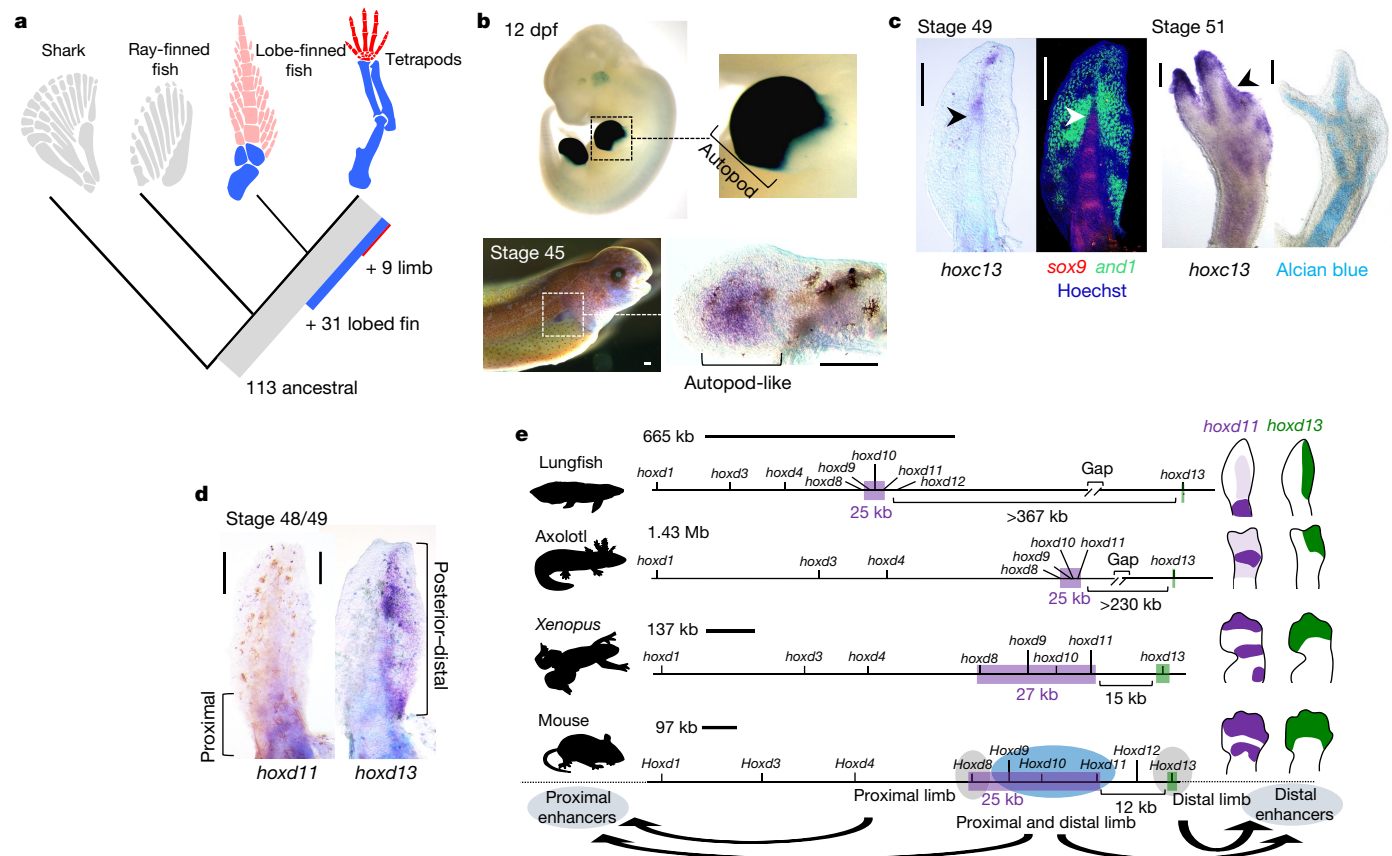 a
Shark
Ray-finned
fish
Lobe-finned
fish
Tetrapods
+ 9 limb
+ 31 lobed fin
113 ancestral
b
12 dpf
Autopod
Stage 45
Autopod-like
c
Stage 49
Stage 51
hoxc13
sox9 and1
Hoechst
hoxc13
Alcian blue
d
Stage 48/49
Proximal
Posterior–distal
hoxd11
hoxd13
e
hoxd11 hoxd13
665 kb
Lungfish
hoxd1
hoxd3
hoxd4
hoxd8
hoxd9
hoxd10
hoxd11
hoxd12
Gap
hoxd13
25 kb
>367 kb
Axolotl
1.43 Mb
hoxd1
hoxd3
hoxd4
hoxd8
hoxd9
hoxd10
hoxd11
Gap
hoxd13
25 kb
>230 kb
Xenopus
137 kb
hoxd1
hoxd3
hoxd4
hoxd8
hoxd9
hoxd10
hoxd11
hoxd13
27 kb
15 kb
Mouse
97 kb
Hoxd1
Hoxd3
Hoxd4
Hoxd8
Hoxd9
Hoxd10
Hoxd11
Hoxd12
Hoxd13
Proximal
enhancers
Proximal limb
25 kb
Proximal and distal limb
12 kb
Distal limb
Distal
enhancers